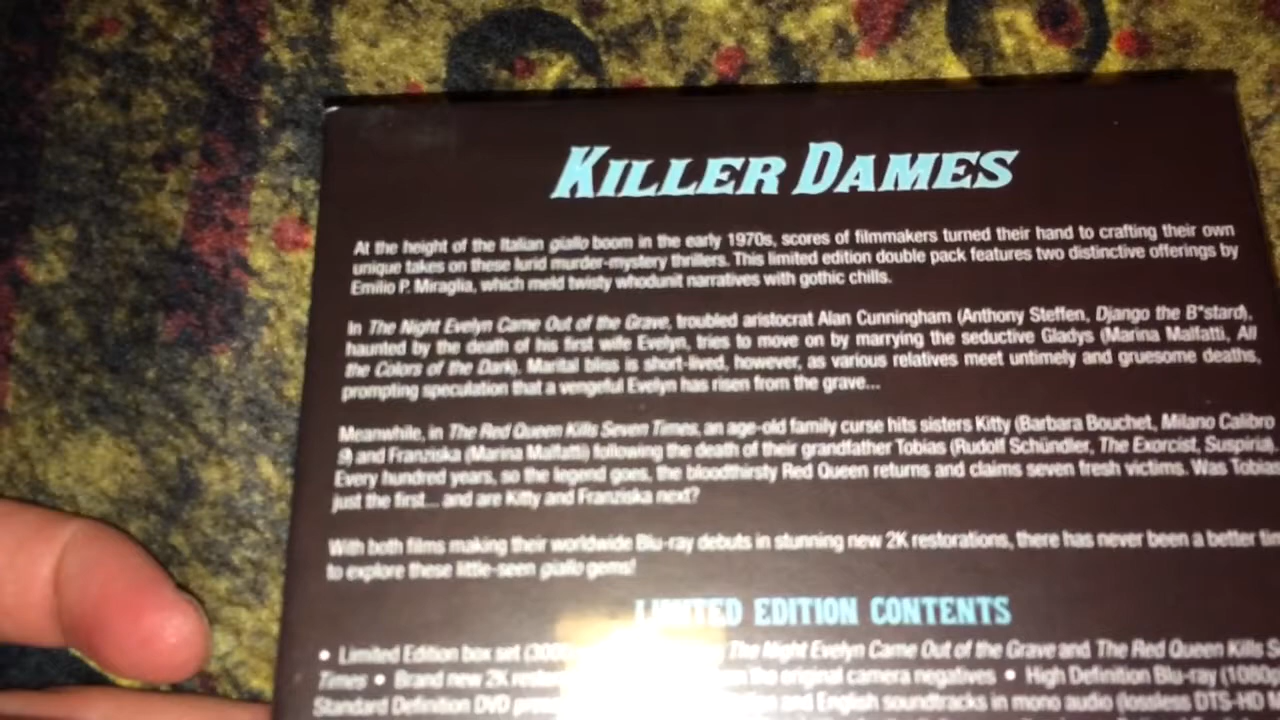 KILLER DAMES
At the height of the Italian giallo boom in the early 1970s, scores of filmmakers turned their hand to crafting their own
unique takes on these lurid murder-mystery thrillers. This limited edition double pack features two distinctive offerings by
Emilio P. Miraglia, which meld twisty whodunit narratives with gothic chills.
In The Night Evelyn Came Out of the Grave, troubled aristocrat Alan Cunningham (Anthony Steffen, Django the B*stard),
haunted by the death of his first wife Evelyn, tries to move on by marrying the seductive Gladys (Marina Malfatti, All
the Colors of the Dark). Marital bliss is short-lived, however, as various relatives meet untimely and gruesome deaths,
prompting speculation that a vengeful Evelyn has risen from the grave...
Meanwhile, in The Red Queen Kills Seven Times, an age-old family curse hits sisters Kitty (Barbara Bouchet, Milano Calibro
9) and Franziska (Marina Malfatti) following the death of their grandfather Tobias (Rudolf Schündler, The Exorcist, Suspiria).
Every hundred years, so the legend goes, the bloodthirsty Red Queen returns and claims seven fresh victims. Was Tobias
just the first... and are Kitty and Franziska next?
With both films making their worldwide Blu-ray debuts in stunning new 2K restorations, there has never been a better
to explore these little-seen giallo gems!
LIMITED EDITION CONTENTS
• Limited Edition box set The Night Evelyn Came Out of the Grave and The Red Queen Kills
Times • Brand new 2K the original camera negatives • High Definition Blu-ray (1080p
Standard Definition DVD and English soundtracks in mono audio (lossless DTS-HD